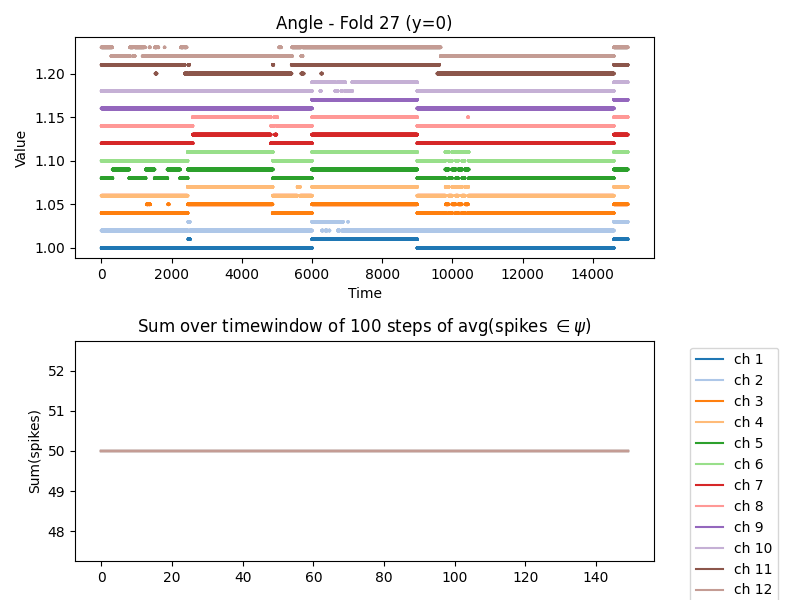 Angle - Fold 27 (y=0)
1.20
1.15
1.10
1.05
1.00
Value
0 2000 4000 6000 8000 10000 12000 14000
Time
Sum over timewindow of 100 steps of avg(spikes ∈ ψ)
52
51
50
49
48
Sum(spikes)
0 20 40 60 80 100 120 140
ch 1
ch 2
ch 3
ch 4
ch 5
ch 6
ch 7
ch 8
ch 9
ch 10
ch 11
ch 12